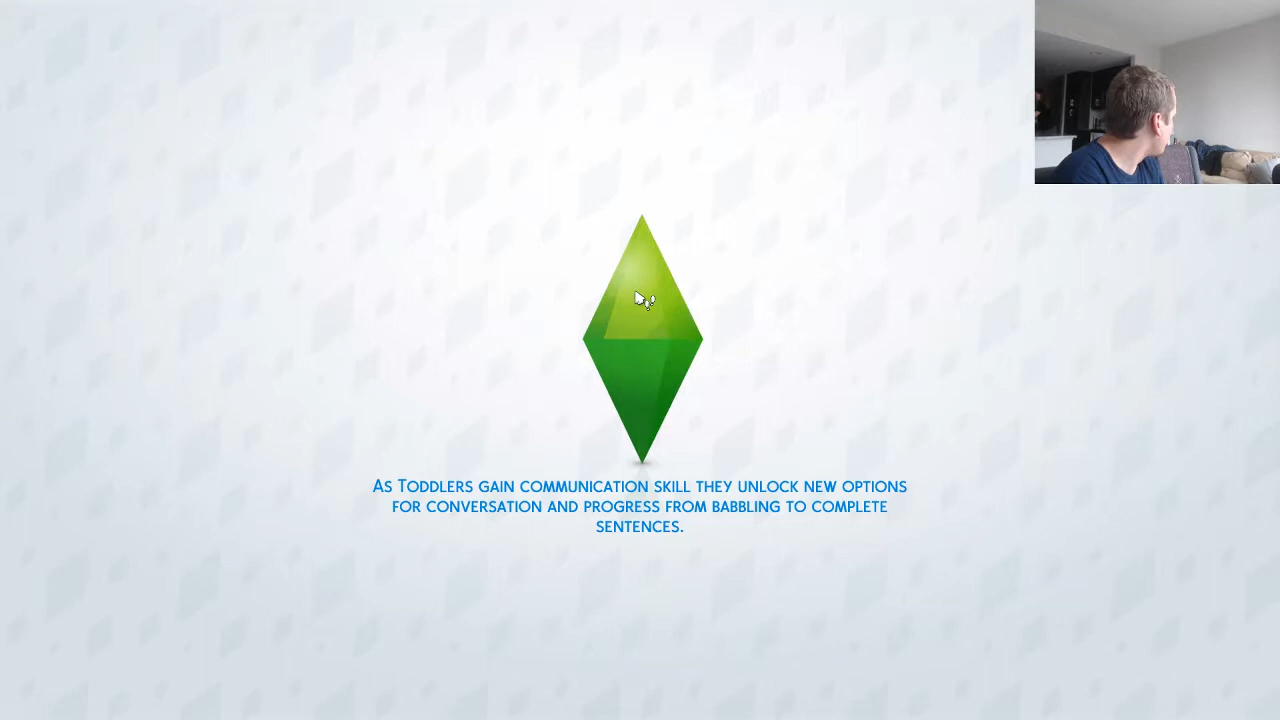 As Toddlers gain communication skill they unlock new options
for conversation and progress from babbling to complete
sentences.